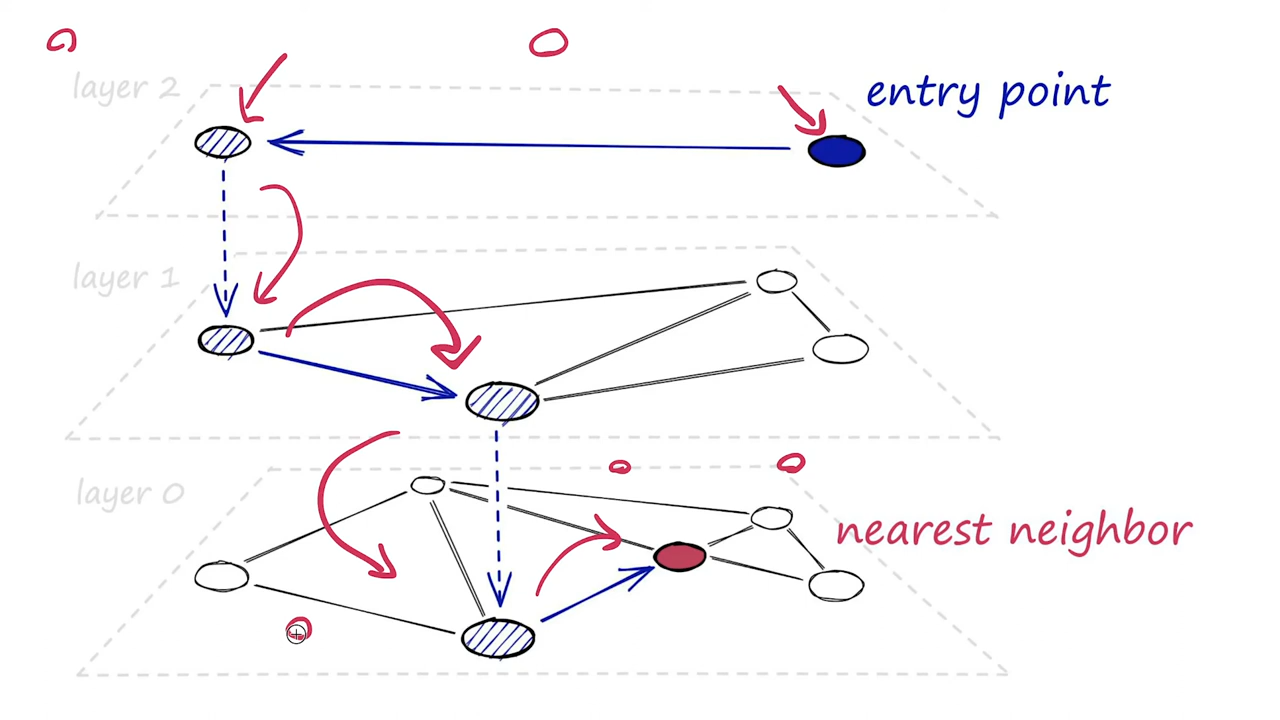 layer 2
entry point
layer 1
layer 0
nearest neighbor